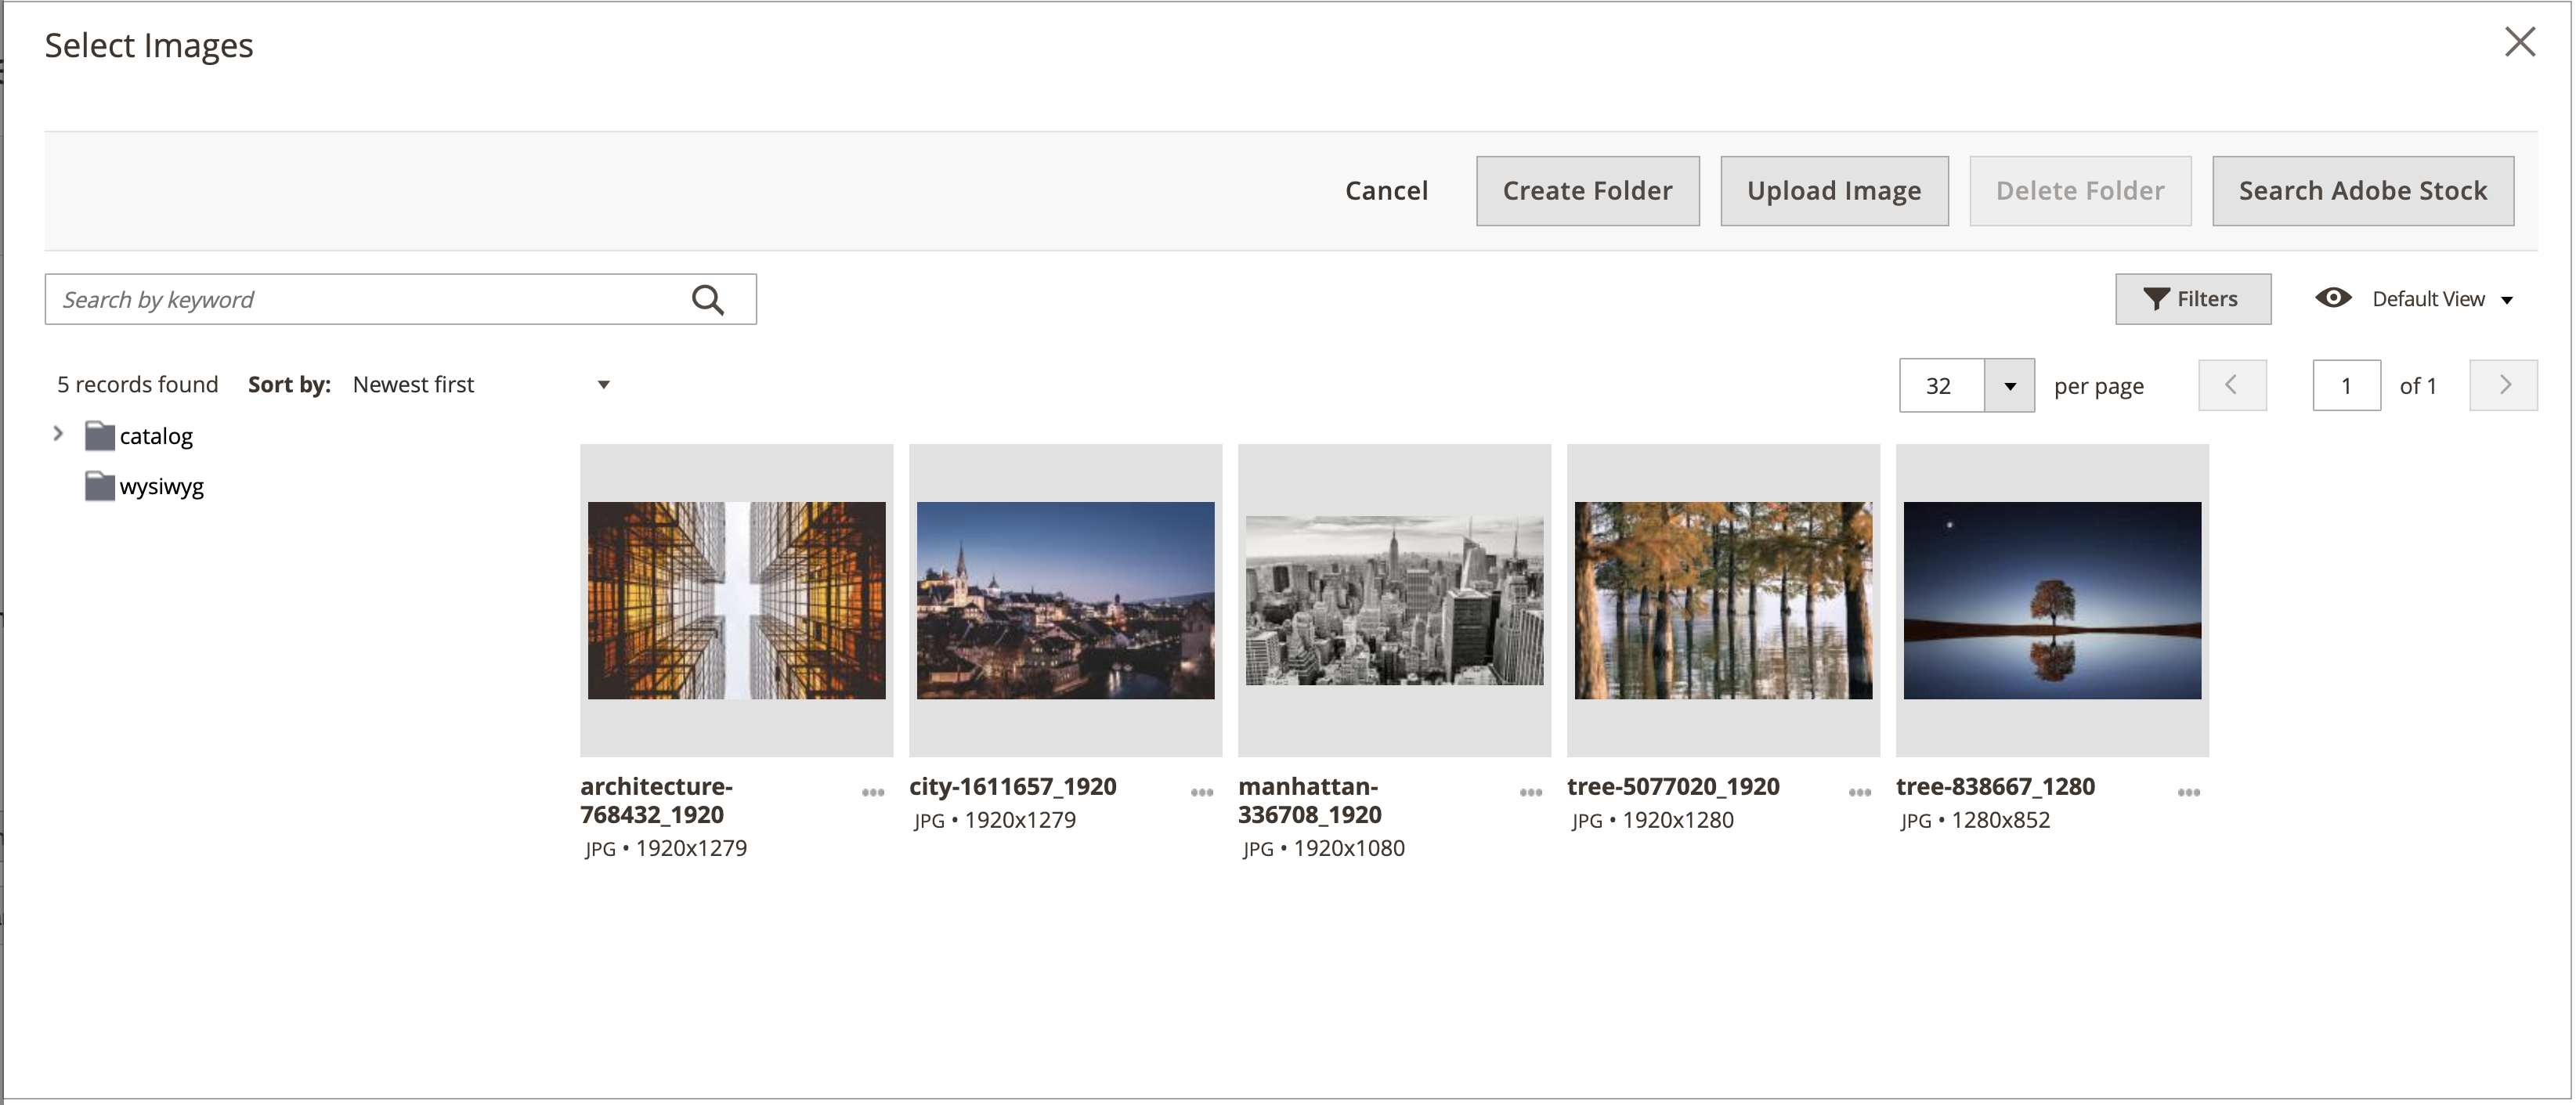 Select Images
Cancel
Create Folder
Upload Image
Delete Folder
Search Adobe Stock
Search by keyword
Filters
Default View
5 records found
Sort by: Newest first
32
per page
1
of 1
catalog
wysiwyg
architecture-
768432_1920
JPG • 1920x1279
city-1611657_1920
JPG • 1920x1279
manhattan-
336708_1920
JPG • 1920x1080
tree-5077020_1920
JPG • 1920x1280
tree-838667_1280
JPG • 1280x852